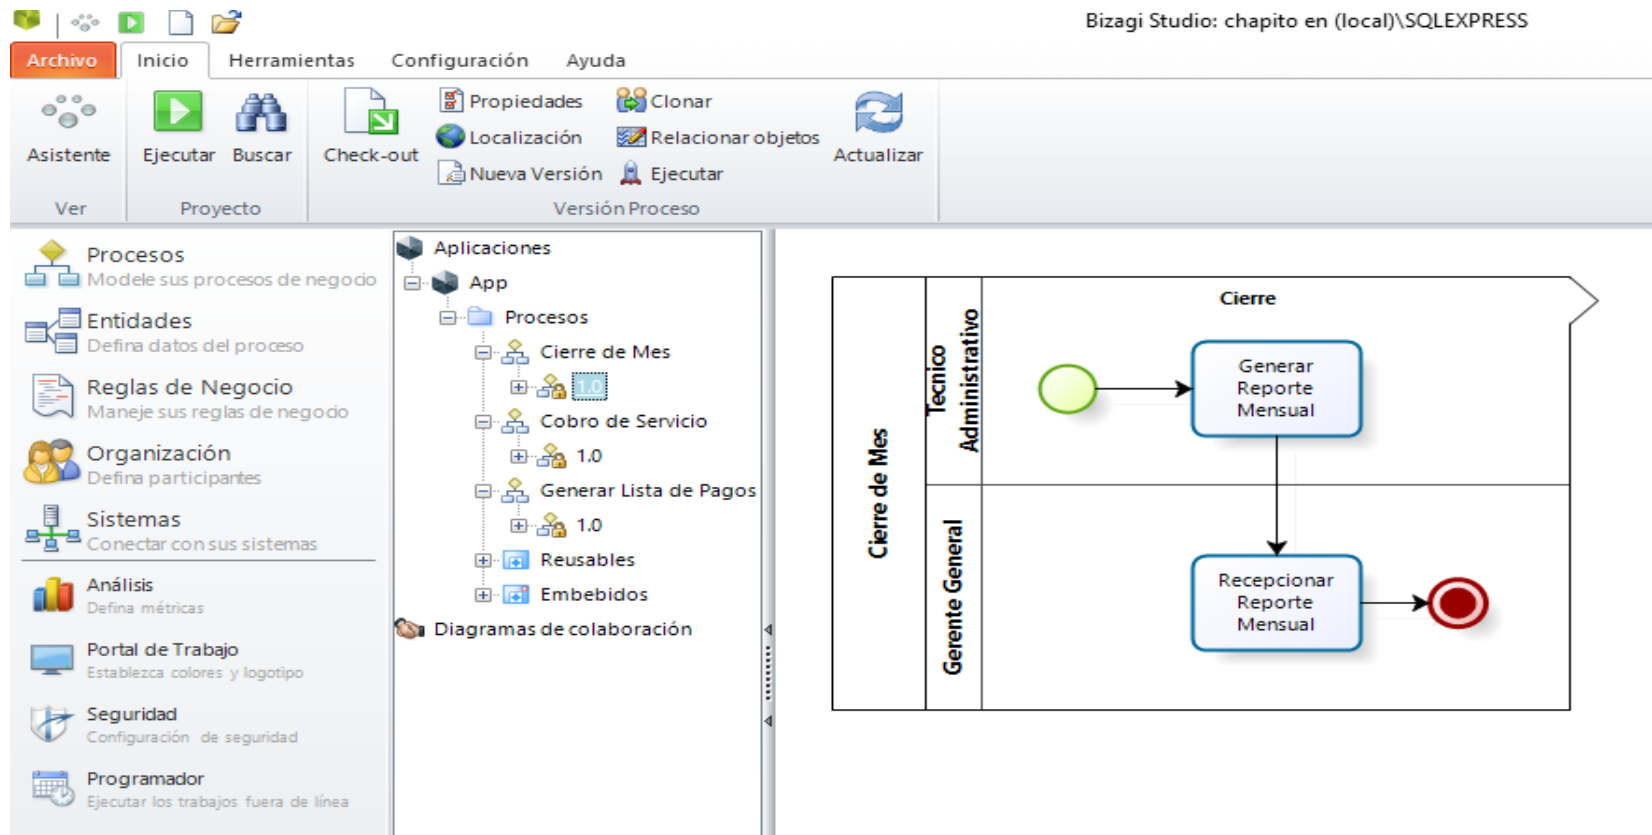 Bizagi Studio: chapito en (local)\SQLEXPRESS
Archivo Inicio Herramientas Configuración Ayuda
Asistente
Ver
Ejecutar Buscar
Proyecto
Check-out
Propiedades
Localización
Nueva Versión
Clonar
Relacionar objetos
Ejecutar
Actualizar
Versión Proceso
Procesos
Modele sus procesos de negocio
Entidades
Defina datos del proceso
Reglas de Negocio
Maneje sus reglas de negocio
Organización
Defina participantes
Sistemas
Conectar con sus sistemas
Análisis
Defina métricas
Portal de Trabajo
Establezca colores y logotipo
Seguridad
Configuración de seguridad
Programador
Ejecutar los trabajos fuera de línea
Aplicaciones
App
Procesos
Cierre de Mes
1.0
Cobro de Servicio
1.0
Generar Lista de Pagos
1.0
Reusables
Embebidos
Diagramas de colaboración
Cierre de Mes
Tecnico
Administrativo
Gerente General
Cierre
Generar
Reporte
Mensual
Recepcionar
Reporte
Mensual